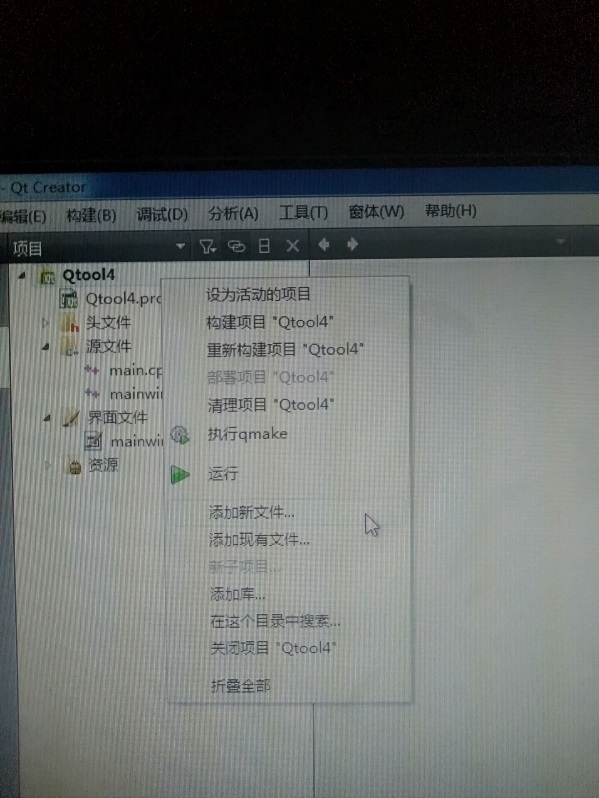 - Qt Creator
编辑(E) 构建(B) 调试(D) 分析(A) 工具(T) 窗体(W) 帮助(H)
项目
Qtool4
Qtool4.pro
头文件
源文件
main.cp
mainwi
界面文件
mainwi
资源
设为活动的项目
构建项目 "Qtool4"
重新构建项目 "Qtool4"
部署项目 "Qtool4"
清理项目 "Qtool4"
执行qmake
运行
添加新文件...
添加现有文件...
新子项目...
添加库...
在这个目录中搜索...
关闭项目 "Qtool4"
折叠全部